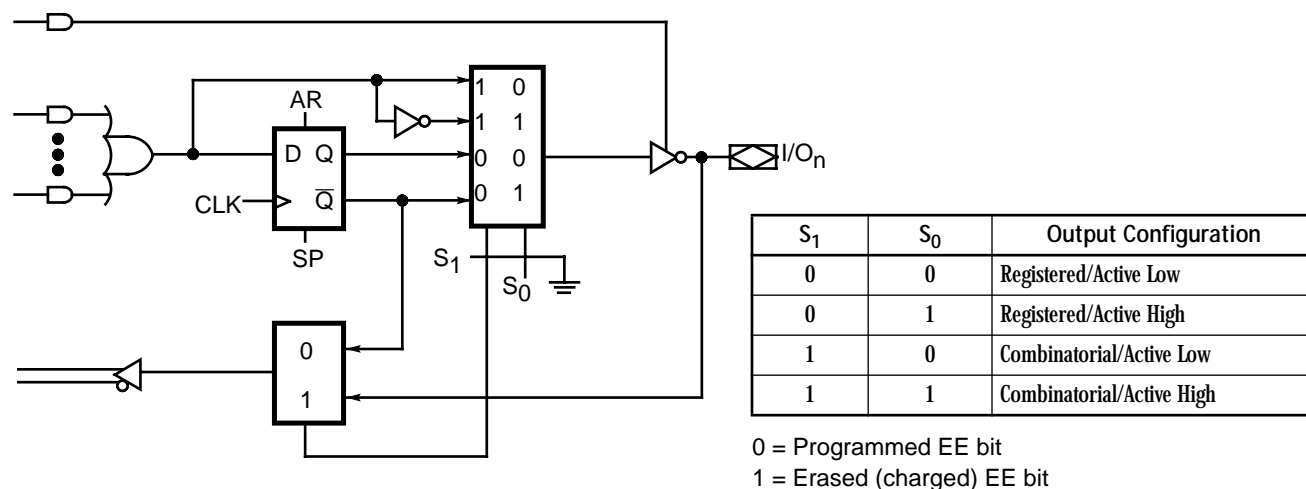 AR
D Q
CLK Q̅
SP
1 0
1 1
0 0
0 1
I/Oₙ
S₁
S₀
0
1
S₁ S₀ Output Configuration
0 0 Registered/Active Low
0 1 Registered/Active High
1 0 Combinatorial/Active Low
1 1 Combinatorial/Active High
0 = Programmed EE bit
1 = Erased (charged) EE bit